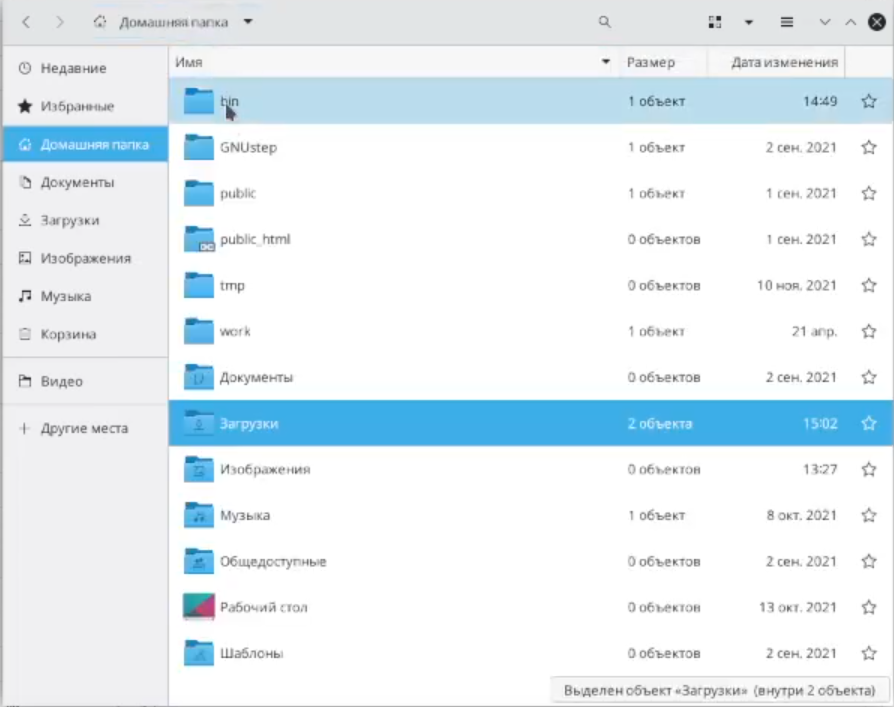 Домашняя папка
Недавние
Избранные
Домашняя папка
Документы
Загрузки
Изображения
Музыка
Корзина
Видео
Другие места
Имя Размер Дата изменения
bin 1 объект 14:49
GNUstep 1 объект 2 сен. 2021
public 1 объект 1 сен. 2021
public_html 0 объектов 1 сен. 2021
tmp 0 объектов 10 ноя. 2021
work 1 объект 21 апр.
Документы 0 объектов 2 сен. 2021
Загрузки 2 объекта 15:02
Изображения 0 объектов 13:27
Музыка 1 объект 8 окт. 2021
Общедоступные 0 объектов 2 сен. 2021
Рабочий стол 0 объектов 13 окт. 2021
Шаблоны 0 объектов 2 сен. 2021
Выделен объект «Загрузки» (внутри 2 объекта)